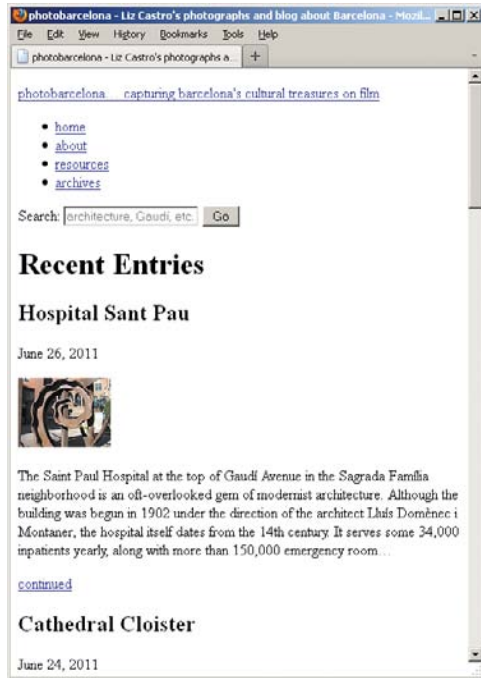 photobarcelona - Liz Castro's photographs and blog about Barcelona - Mozil...
File Edit View History Bookmarks Tools Help
photobarcelona - Liz Castro's photographs a... +
photobarcelona... capturing barcelona's cultural treasures on film
home
about
resources
archives
Search: architecture, Gaudí, etc. Go
Recent Entries
Hospital Sant Pau
June 26, 2011
The Saint Paul Hospital at the top of Gaudí Avenue in the Sagrada Família
neighborhood is an oft-overlooked gem of modernist architecture. Although the
building was begun in 1902 under the direction of the architect Lluís Domènec i
Montaner, the hospital itself dates from the 14th century. It serves some 34,000
inpatients yearly, along with more than 150,000 emergency room...
continued
Cathedral Cloister
June 24, 2011